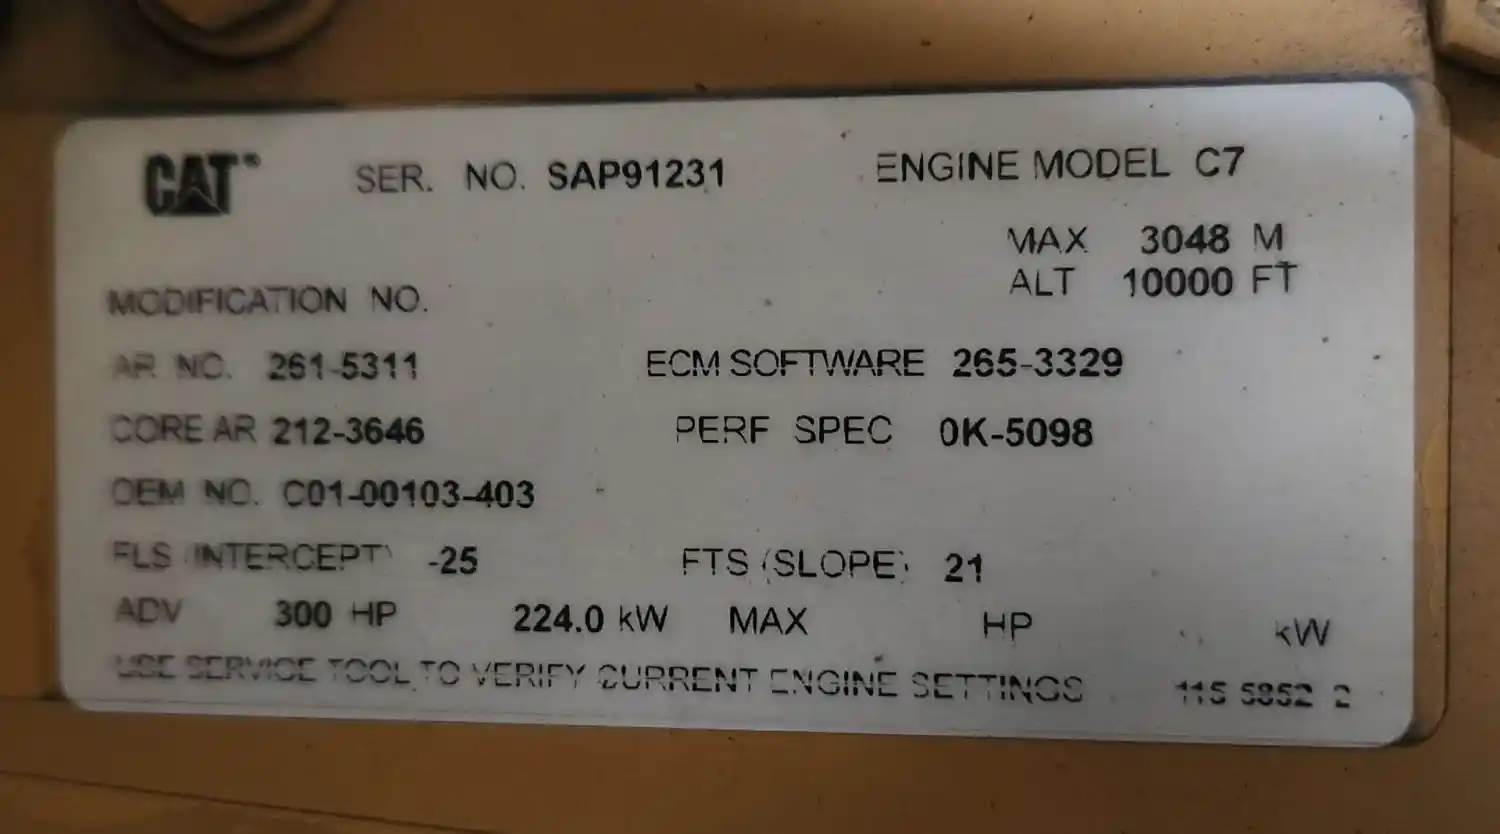 CAT SER. NO. SAP91231 ENGINE MODEL C7
MAX 3048 M
ALT 10000 FT
MODIFICATION NO.
AR NO. 261-5311 ECM SOFTWARE 265-3329
CORE AR 212-3646 PERF SPEC 0K-5098
OEM NO. C01-00103-403
FLS (INTERCEPT) -25 FTS (SLOPE) 21
ADV 300 HP 224.0 kW MAX HP kW
USE SERVICE TOOL TO VERIFY CURRENT ENGINE SETTINGS 115 5852 2